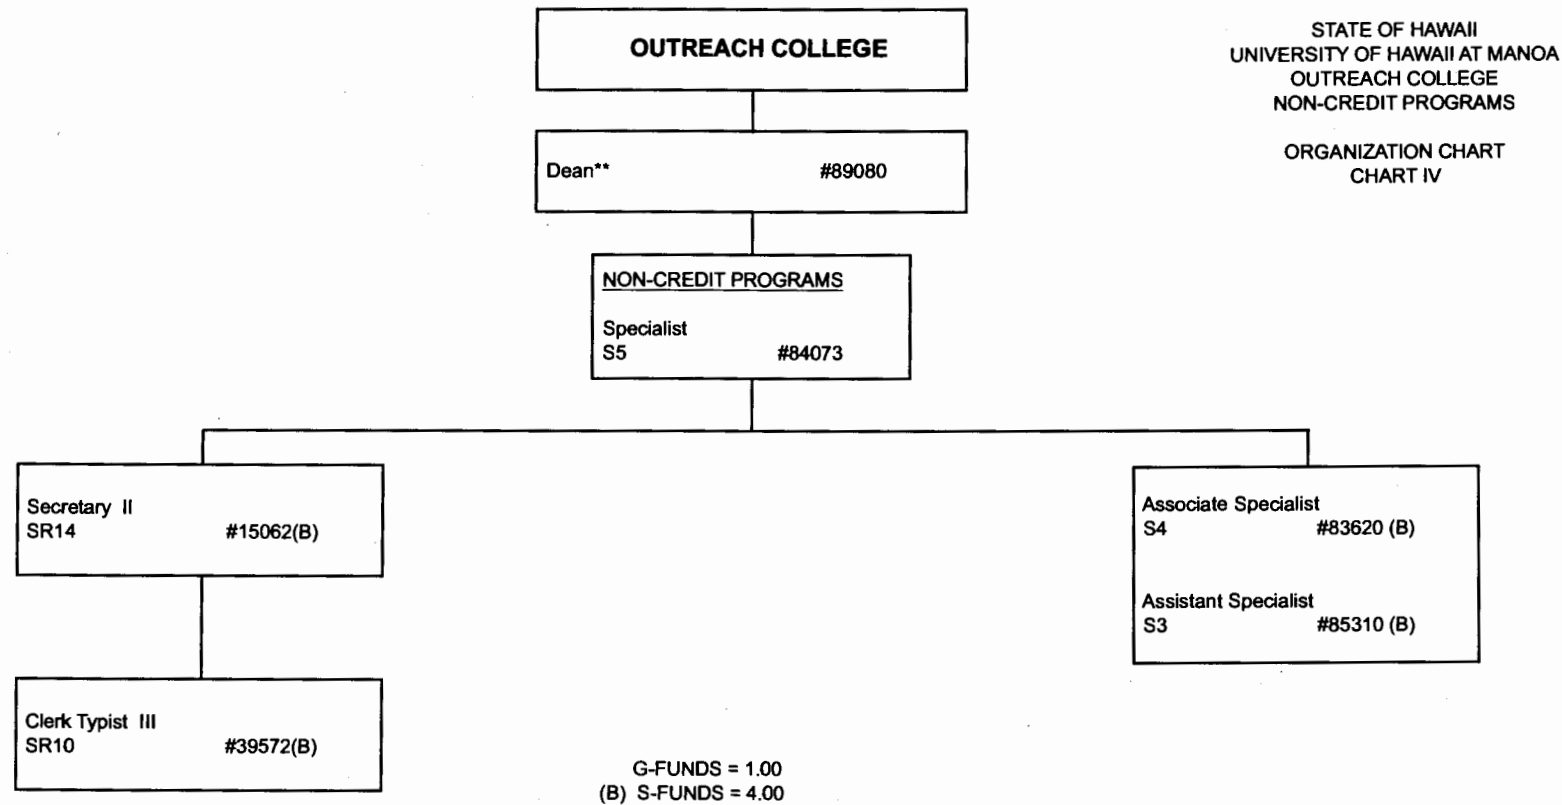 OUTREACH COLLEGE
STATE OF HAWAII
UNIVERSITY OF HAWAII AT MANOA
OUTREACH COLLEGE
NON-CREDIT PROGRAMS
ORGANIZATION CHART
CHART IV
Dean** #89080
NON-CREDIT PROGRAMS
Specialist
S5 #84073
Secretary II
SR14 #15062(B)
Associate Specialist
S4 #83620 (B)
Assistant Specialist
S3 #85310 (B)
Clerk Typist III
SR10 #39572(B)
G-FUNDS = 1.00
(B) S-FUNDS = 4.00